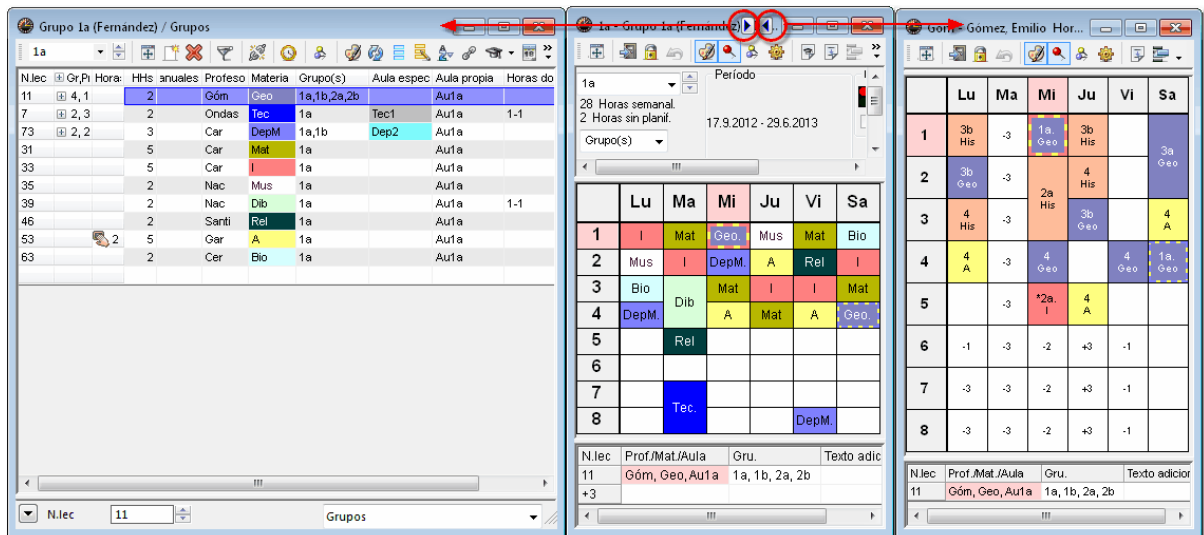 Grupo 1a (Fernández) / Grupos
1a
N.lec Gr,Pr Hora: HHs anuales Profeso Materia Grupo(s) Aula espec Aula propia Horas do
11 4, 1 2 Góm Geo 1a,1b,2a,2b Au1a
7 2, 3 2 Ondas Tec 1a Tec1 Au1a 1-1
73 2, 2 3 Car DepM 1a,1b Dep2 Au1a
31 5 Car Mat 1a Au1a
33 5 Car I 1a Au1a
35 2 Nac Mus 1a Au1a
39 2 Nac Dib 1a Au1a 1-1
46 2 Santi Rel 1a Au1a
53 2 5 Gar A 1a Au1a
63 2 Cer Bio 1a Au1a
N.lec 11 Grupos
1a - Grupo 1a (Fernández)
1a
Período
28 Horas semanal.
2 Horas sin planif.
17.9.2012 - 29.6.2013
Grupo(s)
Lu Ma Mi Ju Vi Sa
1 I Mat Geo. Mus Mat Bio
2 Mus I DepM. A Rel I
3 Bio Dib Mat I I Mat
4 DepM. A Mat A Geo.
5 Rel
6
7 Tec.
8 DepM.
N.lec Prof./Mat./Aula Gru. Texto adic
11 Góm, Geo, Au1a 1a, 1b, 2a, 2b
+3
Góm - Gómez, Emilio Hor...
Lu Ma Mi Ju Vi Sa
1 3b His -3 1a. Geo 3b His 3a Geo
2 3b Geo -3 2a His 4 His
3 4 His -3 3b Geo 4 A
4 4 A -3 4 Geo 4 Geo 1a. Geo
5 -3 *2a. I 4 A
6 -1 -3 -2 +3 -1
7 -3 -3 -2 +3 -1
8 -3 -3 -2 +3 -1
N.lec Prof./Mat./Aula Gru. Texto adicior
11 Góm, Geo, Au1a 1a, 1b, 2a, 2b